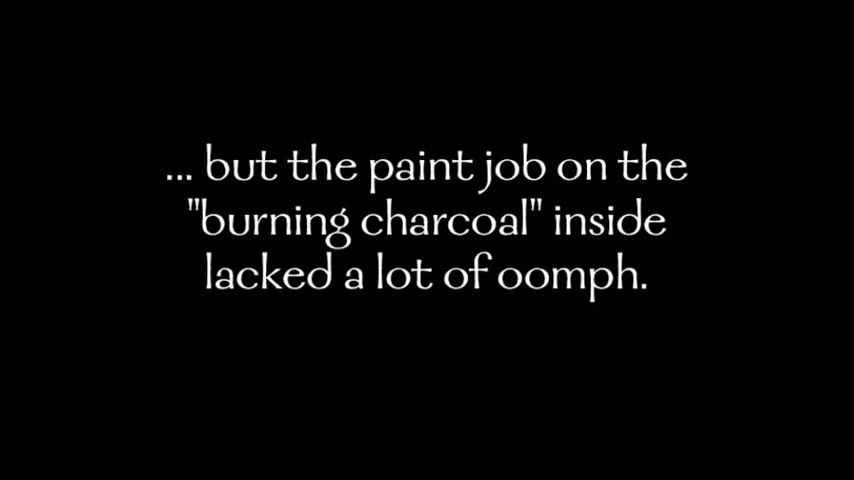 ... but the paint job on the
"burning charcoal" inside
lacked a lot of oomph.